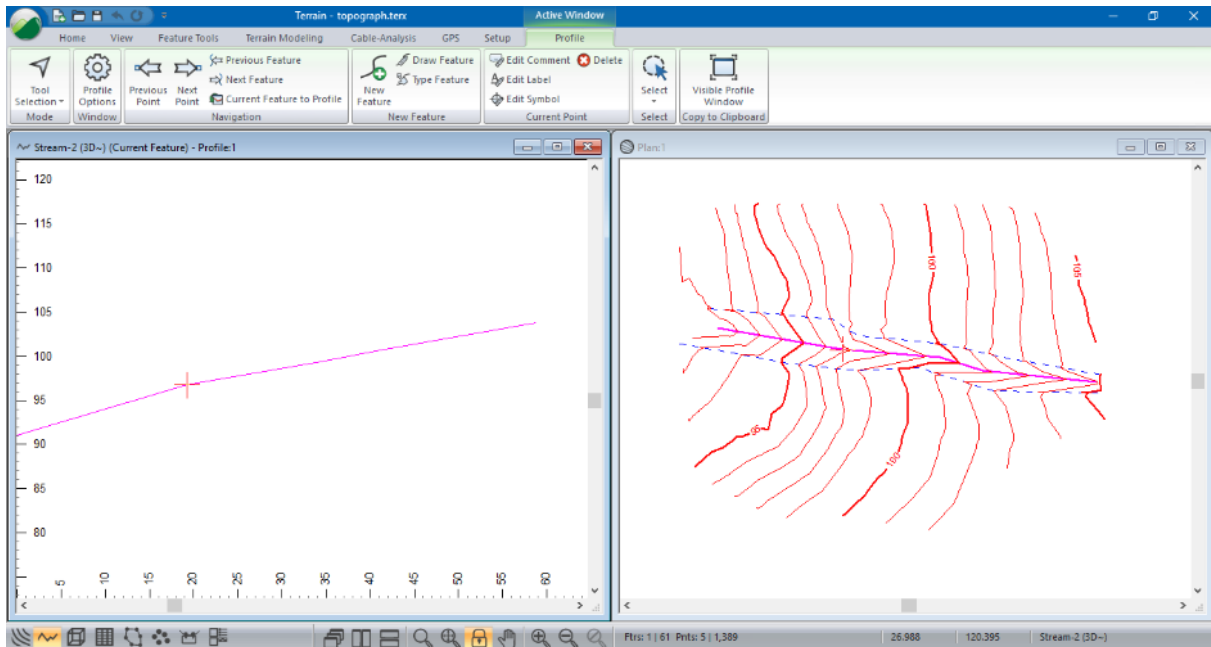 Terrain - topograph.terx
Active Window
Home View Feature Tools Terrain Modeling Cable-Analysis GPS Setup Profile
Tool Selection
Mode
Profile Options
Window
Previous Point
Next Point
Previous Feature
Next Feature
Current Feature to Profile
Navigation
New Feature
Draw Feature
Type Feature
New Feature
Edit Comment
Delete
Edit Label
Edit Symbol
Current Point
Select
Select
Visible Profile Window
Copy to Clipboard
Stream-2 (3D~) (Current Feature) - Profile:1
120
115
110
105
100
95
90
85
80
5 10 15 20 25 30 35 40 45 50 55 60
Plan:1
100
105
95
100
Ftrs: 1 | 61 Pnts: 5 | 1,389
26.988
120.395
Stream-2 (3D~)